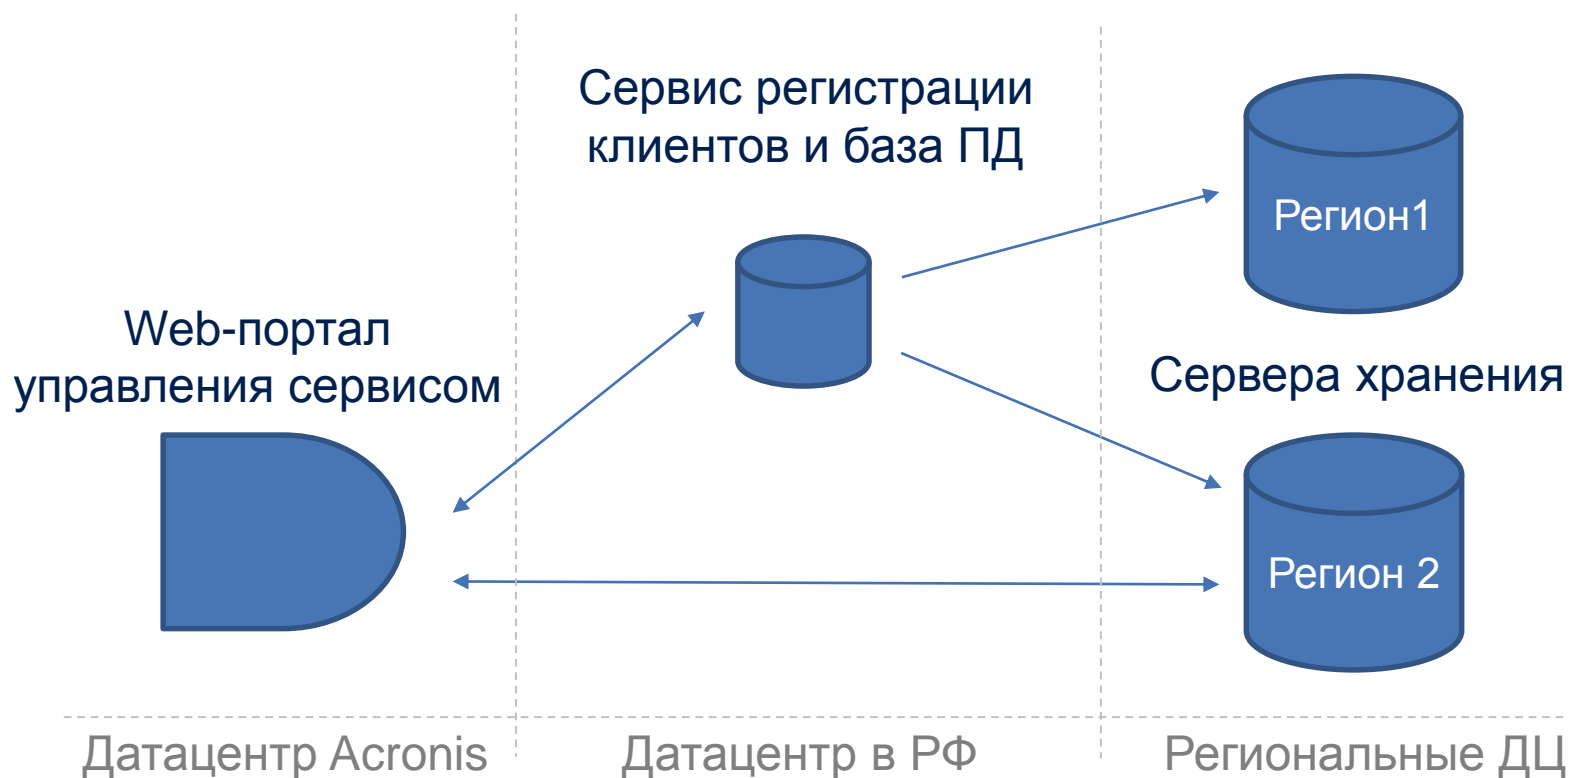 Сервис регистрации
клиентов и база ПД
Регион1
Web-портал
управления сервисом
Сервера хранения
Регион 2
Датацентр Acronis
Датацентр в РФ
Региональные ДЦ